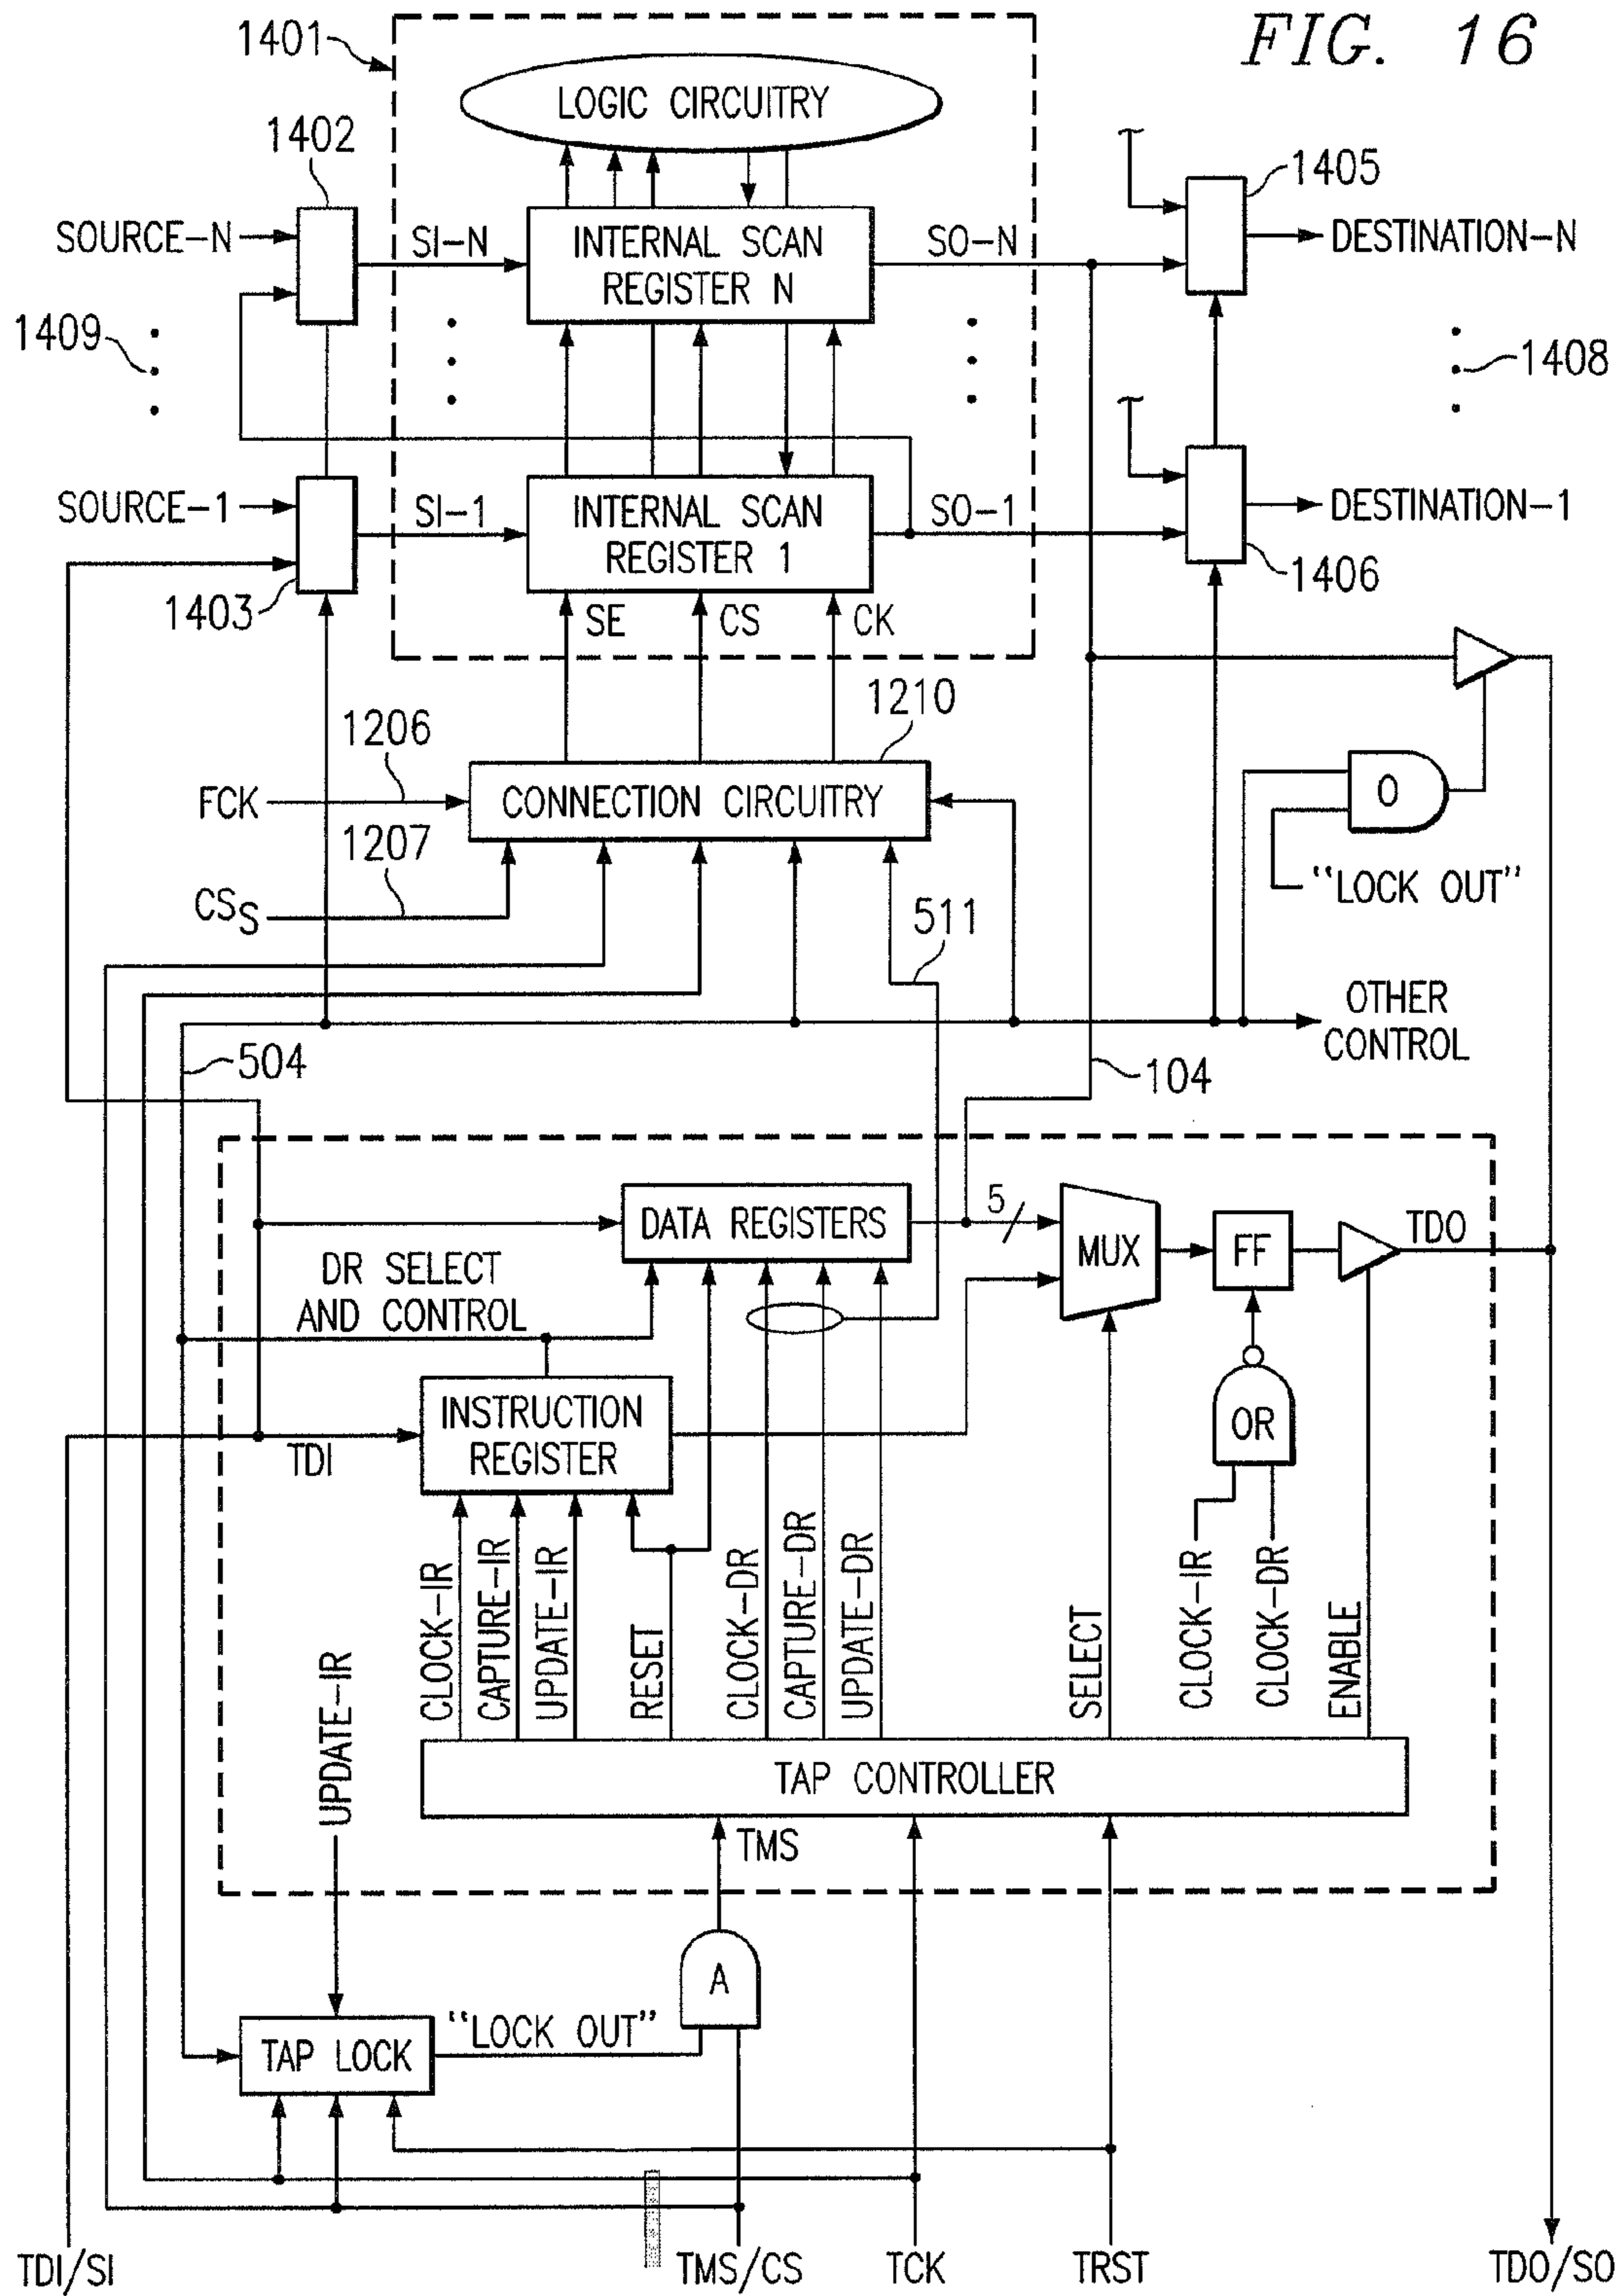 FIG. 16
1401
LOGIC CIRCUITRY
1402
1405
SOURCE-N
SI-N
INTERNAL SCAN
REGISTER N
SO-N
DESTINATION-N
1409
1408
SOURCE-1
SI-1
INTERNAL SCAN
REGISTER 1
SO-1
DESTINATION-1
1403
1406
SE
CS
CK
1206
1210
FCK
CONNECTION CIRCUITRY
O
1207
"LOCK OUT"
CSS
511
OTHER
CONTROL
504
104
DATA REGISTERS
5
MUX
FF
TDO
DR SELECT
AND CONTROL
INSTRUCTION
REGISTER
OR
TDI
CLOCK-IR
CAPTURE-IR
UPDATE-IR
RESET
CLOCK-DR
CAPTURE-DR
UPDATE-DR
SELECT
CLOCK-IR
CLOCK-DR
ENABLE
UPDATE-IR
TAP CONTROLLER
TMS
A
TAP LOCK
"LOCK OUT"
TDI/SI
TMS/CS
TCK
TRST
TDO/SO